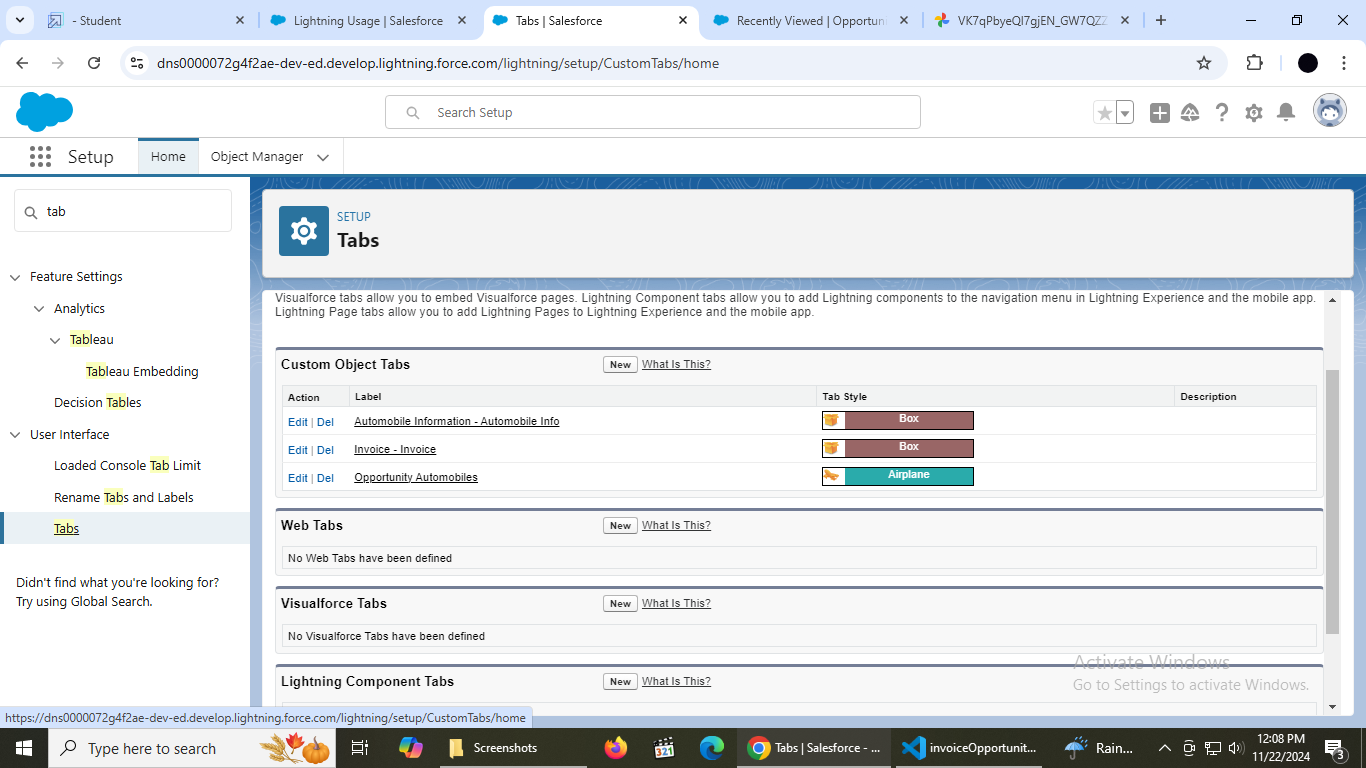 - Student
Lightning Usage | Salesforce
Tabs | Salesforce
Recently Viewed | Opportuni
VK7qPbyeQI7gjEN_GW7QZZ
dns0000072g4f2ae-dev-ed.develop.lightning.force.com/lightning/setup/CustomTabs/home
Search Setup
Setup
Home
Object Manager
tab
Feature Settings
Analytics
Tableau
Tableau Embedding
Decision Tables
User Interface
Loaded Console Tab Limit
Rename Tabs and Labels
Tabs
Didn't find what you're looking for?
Try using Global Search.
SETUP
Tabs
Visualforce tabs allow you to embed Visualforce pages. Lightning Component tabs allow you to add Lightning components to the navigation menu in Lightning Experience and the mobile app.
Lightning Page tabs allow you to add Lightning Pages to Lightning Experience and the mobile app.
Custom Object Tabs New What Is This?
Action Label Tab Style Description
Edit | Del Automobile Information - Automobile Info Box
Edit | Del Invoice - Invoice Box
Edit | Del Opportunity Automobiles Airplane
Web Tabs New What Is This?
No Web Tabs have been defined
Visualforce Tabs New What Is This?
No Visualforce Tabs have been defined
Lightning Component Tabs New What Is This?
Activate Windows
Go to Settings to activate Windows.
https://dns0000072g4f2ae-dev-ed.develop.lightning.force.com/lightning/setup/CustomTabs/home
Type here to search
Screenshots
321
Tabs | Salesforce - ...
invoiceOpportunit...
Rain...
12:08 PM
11/22/2024
3